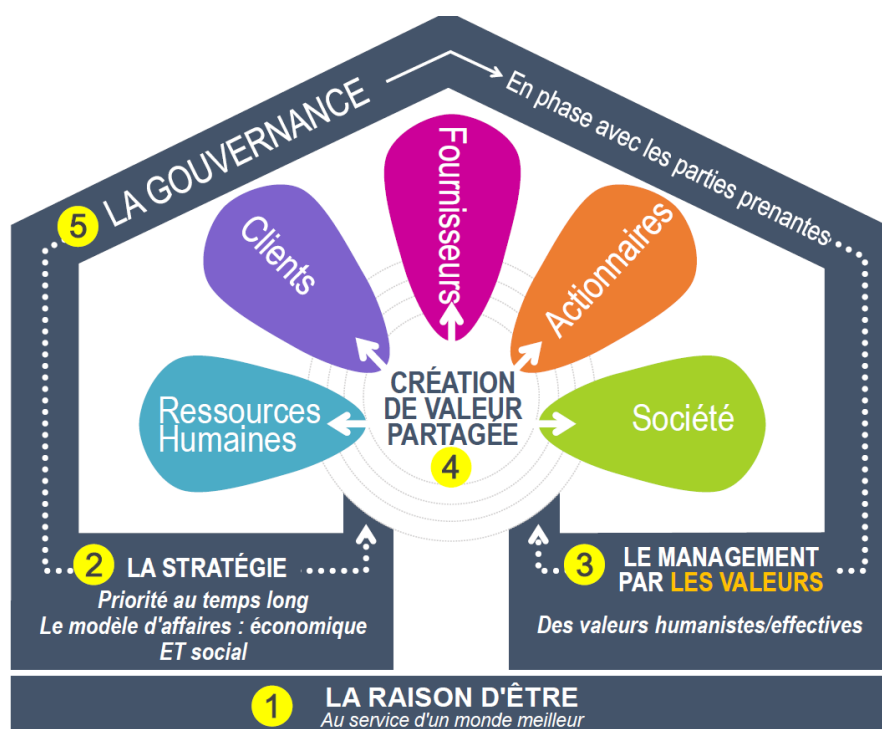 5 LA GOUVERNANCE
En phase avec les parties prenantes
Fournisseurs
Clients
Actionnaires
Ressources
Humaines
Société
CRÉATION
DE VALEUR
PARTAGÉE
4
2 LA STRATÉGIE
Priorité au temps long
Le modèle d'affaires : économique
ET social
3 LE MANAGEMENT
PAR LES VALEURS
Des valeurs humanistes/effectives
1 LA RAISON D'ÊTRE
Au service d'un monde meilleur